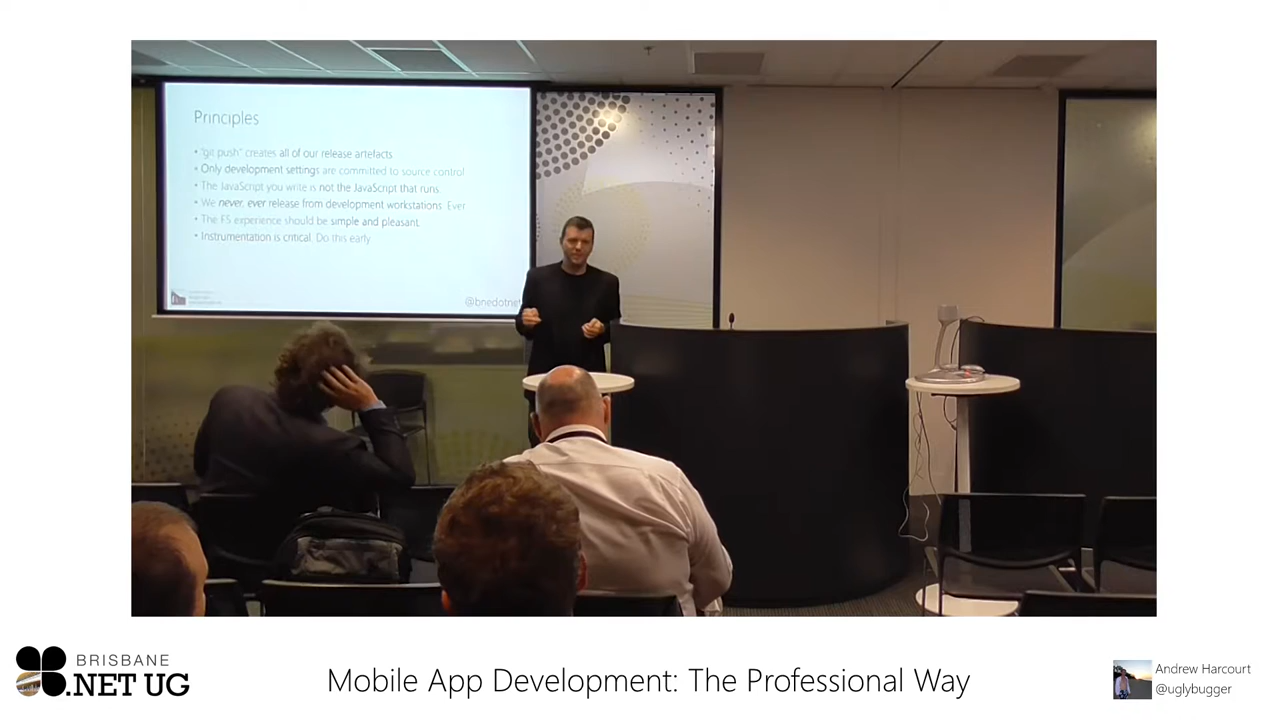 Principles
• "git push" creates all of our release artefacts.
• Only development settings are committed to source control
• The JavaScript you write is not the JavaScript that runs.
• We never, ever release from development workstations. Ever
• The F5 experience should be simple and pleasant.
• Instrumentation is critical. Do this early
@bnedotnet
BRISBANE
.NET UG
Mobile App Development: The Professional Way
Andrew Harcourt
@uglybugger